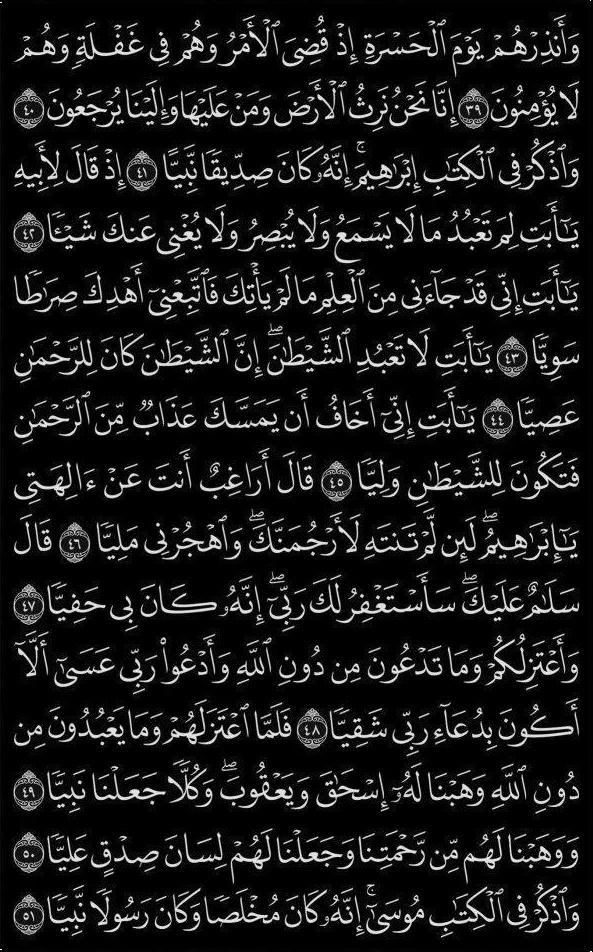 وَأَنذِرْهُمْ يَوْمَ ٱلْحَسْرَةِ إِذْ قُضِىَ ٱلْأَمْرُ وَهُمْ فِى غَفْلَةٍ وَهُمْ
لَا يُؤْمِنُونَ ٣٩ إِنَّا نَحْنُ نَرِثُ ٱلْأَرْضَ وَمَنْ عَلَيْهَا وَإِلَيْنَا يُرْجَعُونَ ٤٠
وَٱذْكُرْ فِى ٱلْكِتَٰبِ إِبْرَٰهِيمَ ۚ إِنَّهُۥ كَانَ صِدِّيقًا نَّبِيًّا ٤١ إِذْ قَالَ لِأَبِيهِ
يَٰٓأَبَتِ لِمَ تَعْبُدُ مَا لَا يَسْمَعُ وَلَا يُبْصِرُ وَلَا يُغْنِى عَنكَ شَيْـًٔا ٤٢
يَٰٓأَبَتِ إِنِّى قَدْ جَآءَنِى مِنَ ٱلْعِلْمِ مَا لَمْ يَأْتِكَ فَٱتَّبِعْنِىٓ أَهْدِكَ صِرَٰطًا
سَوِيًّا ٤٣ يَٰٓأَبَتِ لَا تَعْبُدِ ٱلشَّيْطَٰنَ ۖ إِنَّ ٱلشَّيْطَٰنَ كَانَ لِلرَّحْمَٰنِ
عَصِيًّا ٤٤ يَٰٓأَبَتِ إِنِّىٓ أَخَافُ أَن يَمَسَّكَ عَذَابٌ مِّنَ ٱلرَّحْمَٰنِ
فَتَكُونَ لِلشَّيْطَٰنِ وَلِيًّا ٤٥ قَالَ أَرَاغِبٌ أَنتَ عَنْ ءَالِهَتِى
يَٰٓإِبْرَٰهِيمُ ۖ لَئِن لَّمْ تَنتَهِ لَأَرْجُمَنَّكَ ۖ وَٱهْجُرْنِى مَلِيًّا ٤٦ قَالَ
سَلَٰمٌ عَلَيْكَ ۖ سَأَسْتَغْفِرُ لَكَ رَبِّىٓ ۖ إِنَّهُۥ كَانَ بِى حَفِيًّا ٤٧
وَأَعْتَزِلُكُمْ وَمَا تَدْعُونَ مِن دُونِ ٱللَّهِ وَأَدْعُوا۟ رَبِّى عَسَىٰٓ أَلَّآ
أَكُونَ بِدُعَآءِ رَبِّى شَقِيًّا ٤٨ فَلَمَّا ٱعْتَزَلَهُمْ وَمَا يَعْبُدُونَ مِن
دُونِ ٱللَّهِ وَهَبْنَا لَهُۥٓ إِسْحَٰقَ وَيَعْقُوبَ ۖ وَكُلًّا جَعَلْنَا نَبِيًّا ٤٩
وَوَهَبْنَا لَهُم مِّن رَّحْمَتِنَا وَجَعَلْنَا لَهُمْ لِسَانَ صِدْقٍ عَلِيًّا ٥٠
وَٱذْكُرْ فِى ٱلْكِتَٰبِ مُوسَىٰٓ ۚ إِنَّهُۥ كَانَ مُخْلَصًا وَكَانَ رَسُولًا نَّبِيًّا ٥١